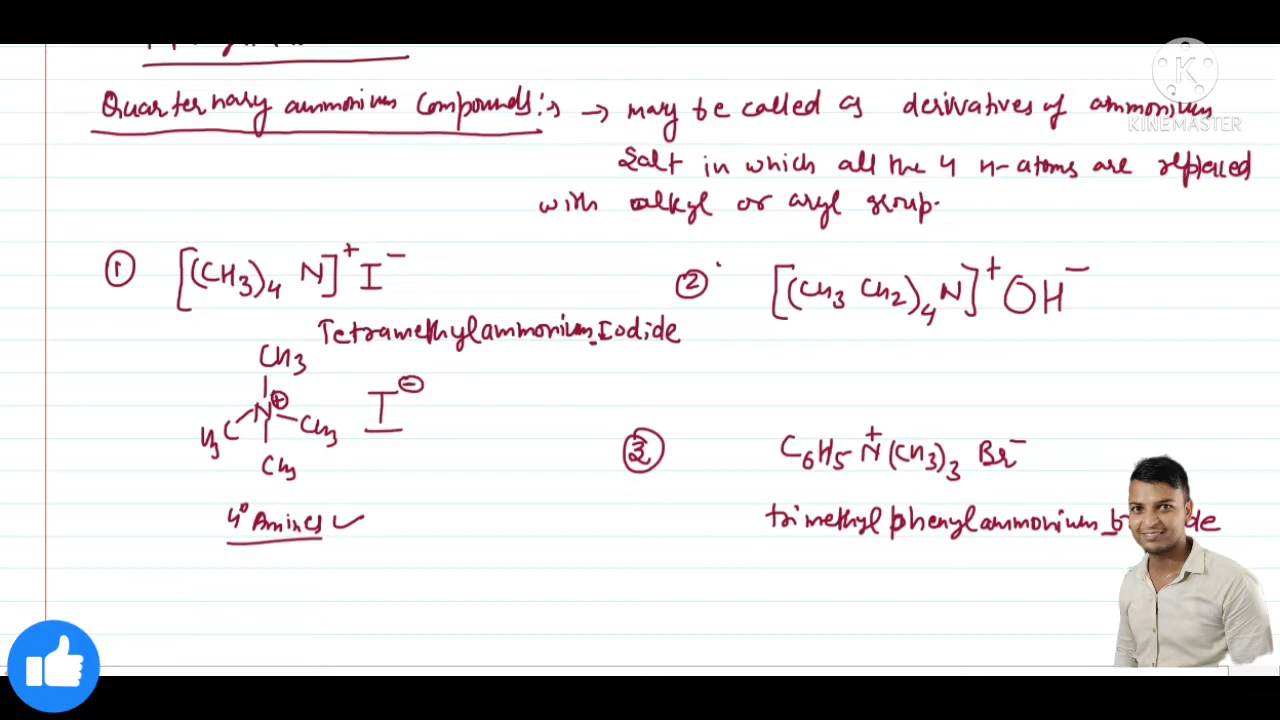 Quarternary ammonium Compounds:→ → may be called as derivatives of ammonium
Salt in which all the 4 H-atoms are replaced
with alkyl or aryl group.
KINEMASTER
① [(CH3)4 N]⁺ I⁻
② [(CH3 CH2)4 N]⁺ OH⁻
Tetramethylammonium Iodide
CH3
N⊕
H3C
CH3
I⊖
CH3
③ C6H5 N⁺(CH3)3 Br⁻
4° Amines ✓
trimethylphenylammonium